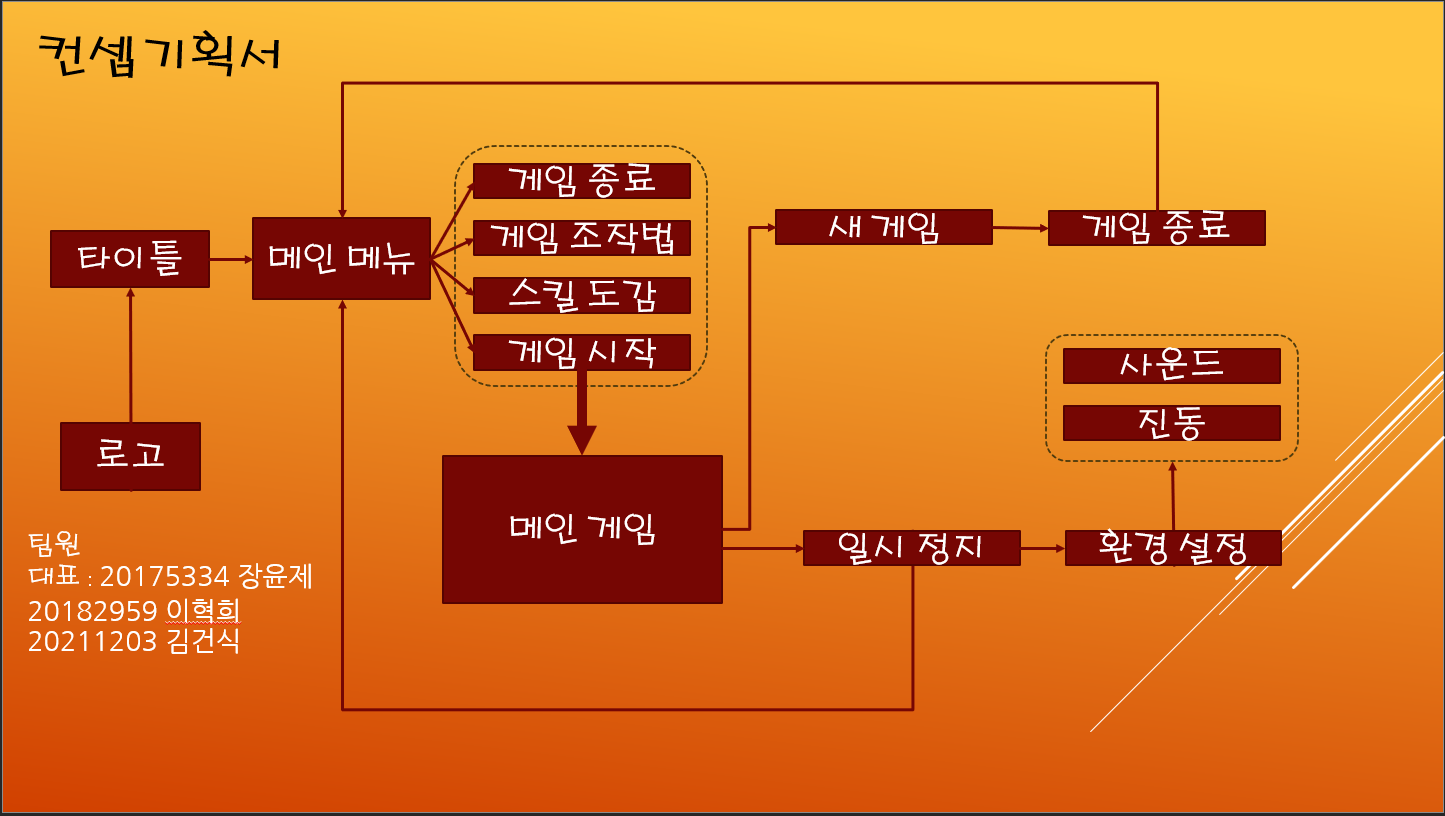 컨셉기획서
게임 종료
게임 조작법
스킬 도감
게임 시작
타이틀
메인 메뉴
로고
메인 게임
새 게임
게임 종료
사운드
진동
일시 정지
환경 설정
팀원
대표 : 20175334 장윤제
20182959 이혁희
20211203 김건식